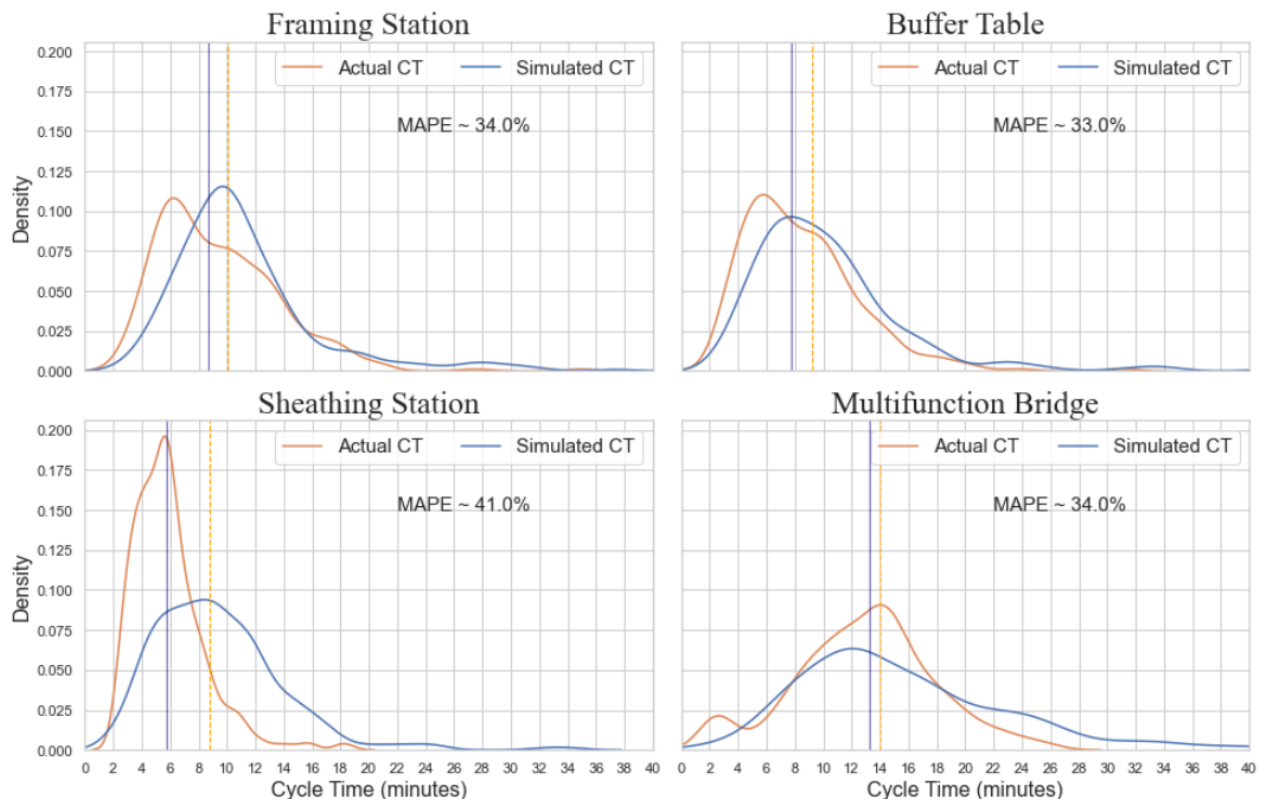 Framing Station
0.200
0.175
0.150
0.125
0.100
0.075
0.050
0.025
0.000
Density
Actual CT Simulated CT
MAPE ~ 34.0%
Buffer Table
Actual CT Simulated CT
MAPE ~ 33.0%
Sheathing Station
0.200
0.175
0.150
0.125
0.100
0.075
0.050
0.025
0.000
Density
Actual CT Simulated CT
MAPE ~ 41.0%
0 2 4 6 8 10 12 14 16 18 20 22 24 26 28 30 32 34 36 38 40
Cycle Time (minutes)
Multifunction Bridge
Actual CT Simulated CT
MAPE ~ 34.0%
0 2 4 6 8 10 12 14 16 18 20 22 24 26 28 30 32 34 36 38 40
Cycle Time (minutes)